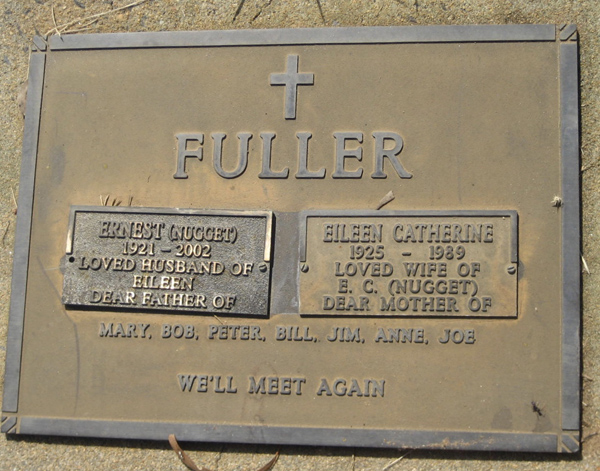 FULLER
ERNEST (NUGGET)
1921 - 2002
LOVED HUSBAND OF
EILEEN
DEAR FATHER OF
EILEEN CATHERINE
1925 - 1989
LOVED WIFE OF
E. C. (NUGGET)
DEAR MOTHER OF
MARY, BOB, PETER, BILL, JIM, ANNE, JOE
WE'LL MEET AGAIN